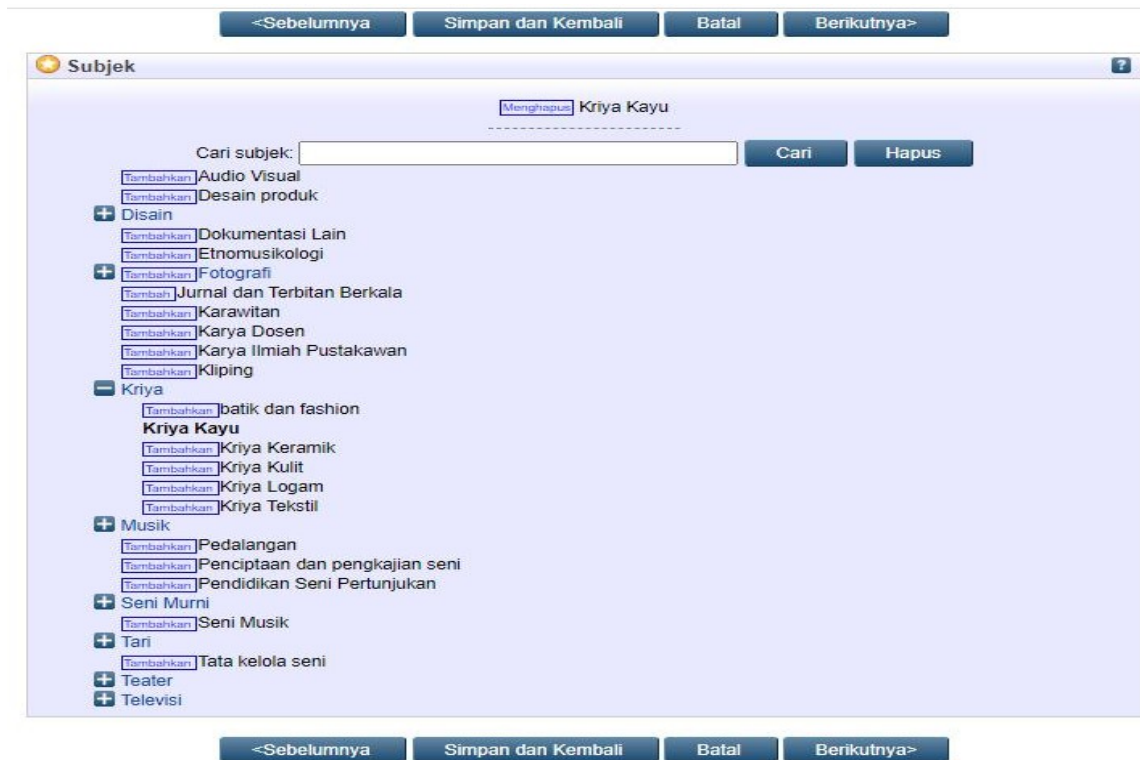 <Sebelumnya Simpan dan Kembali Batal Berikutnya>
Subjek ?
Menghapus Kriya Kayu
Cari subjek: Cari Hapus
Tambahkan Audio Visual
Tambahkan Desain produk
Disain
Tambahkan Dokumentasi Lain
Tambahkan Etnomusikologi
Tambahkan Fotografi
Tambah Jurnal dan Terbitan Berkala
Tambahkan Karawitan
Tambahkan Karya Dosen
Tambahkan Karya Ilmiah Pustakawan
Tambahkan Kliping
Kriya
Tambahkan batik dan fashion
Kriya Kayu
Tambahkan Kriya Keramik
Tambahkan Kriya Kulit
Tambahkan Kriya Logam
Tambahkan Kriya Tekstil
Musik
Tambahkan Pedalangan
Tambahkan Penciptaan dan pengkajian seni
Tambahkan Pendidikan Seni Pertunjukan
Seni Murni
Tambahkan Seni Musik
Tari
Tambahkan Tata kelola seni
Teater
Televisi
<Sebelumnya Simpan dan Kembali Batal Berikutnya>